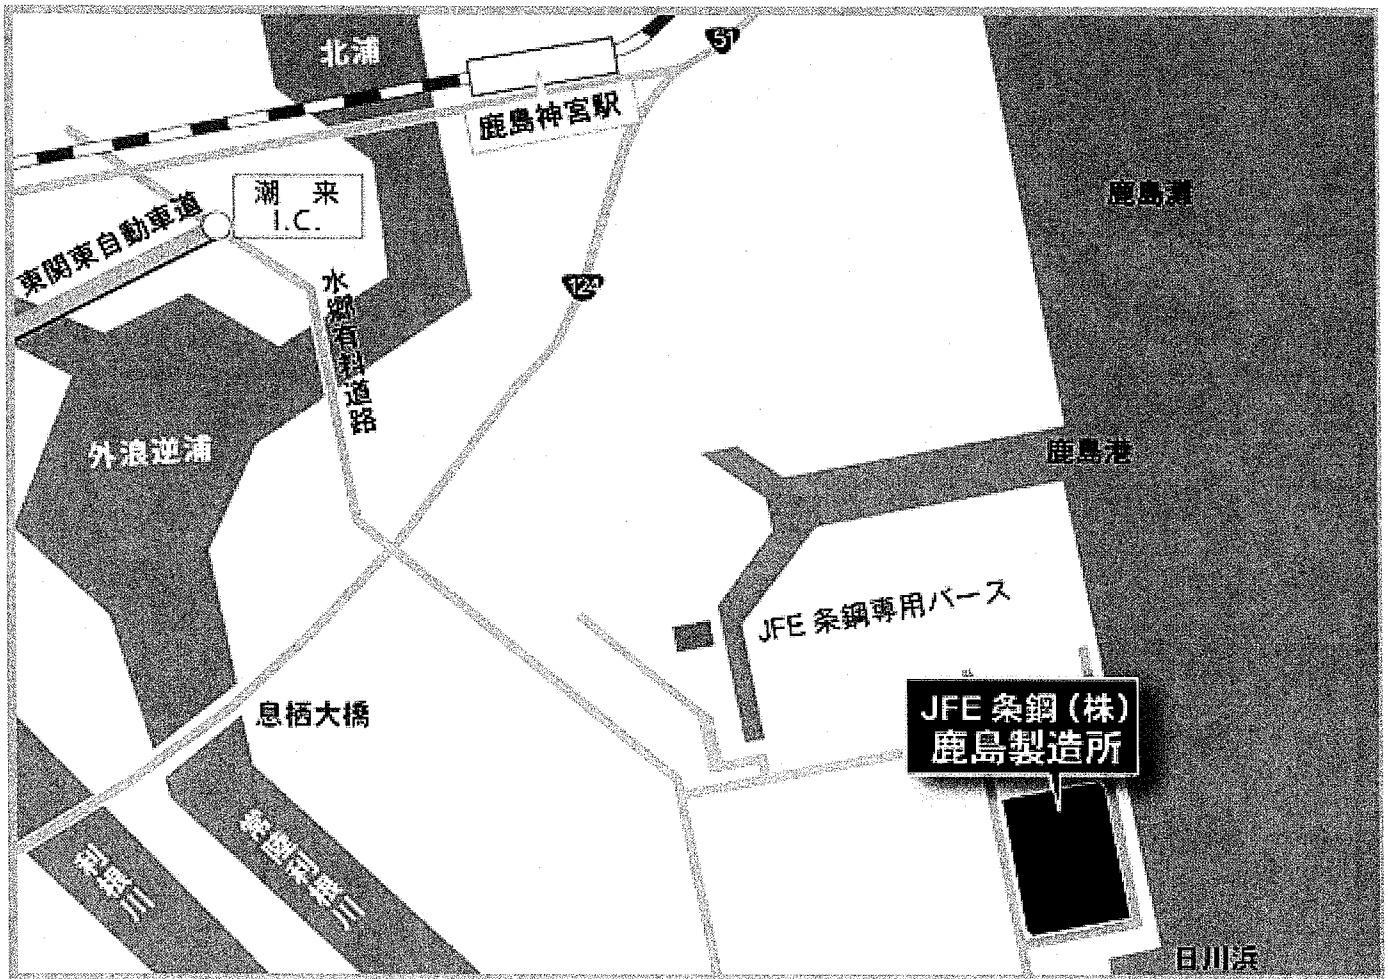 北浦
51
鹿島神宮駅
鹿島灘
潮来
I.C.
東関東自動車道
水郷有料道路
124
外浪逆浦
鹿島港
JFE 条鋼専用バース
息栖大橋
JFE 条鋼（株）
鹿島製造所
常陸利根川
利根川
日川浜